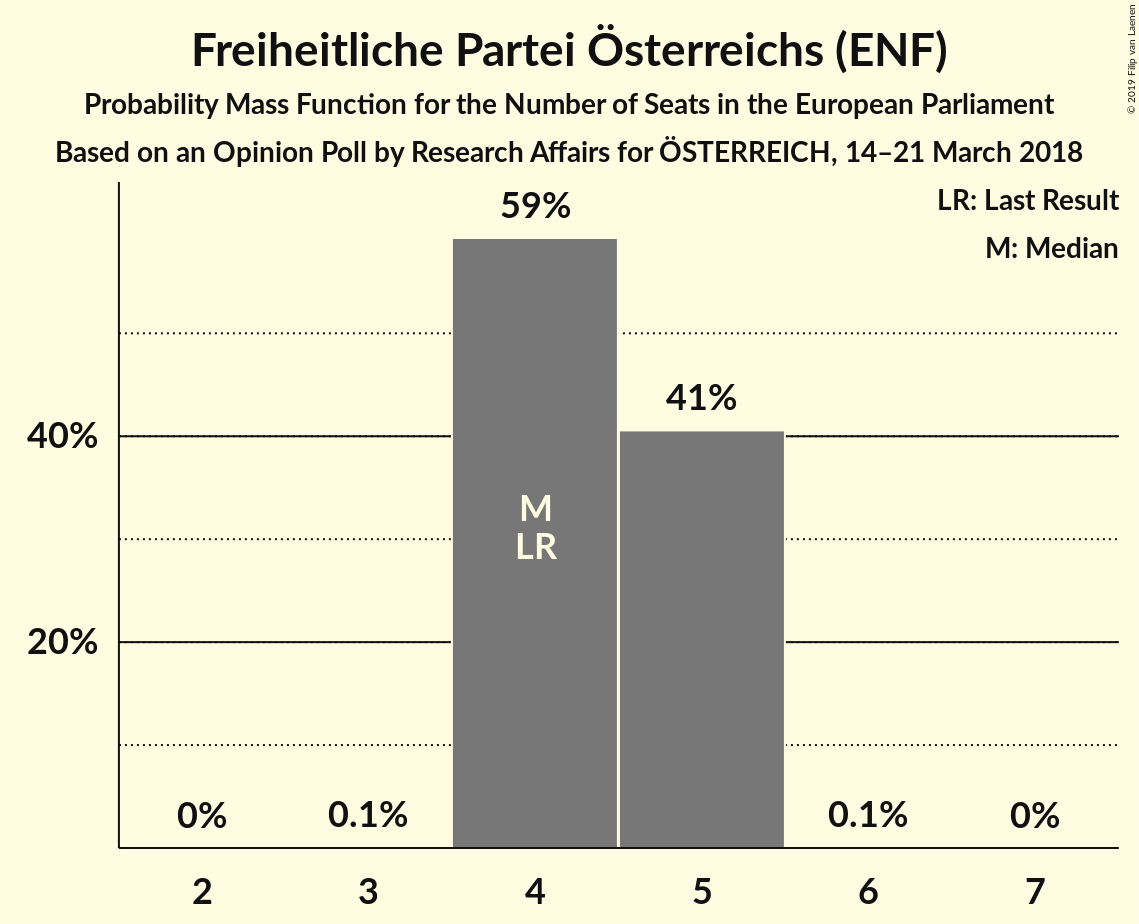 Freiheitliche Partei Österreichs (ENF)
Probability Mass Function for the Number of Seats in the European Parliament
Based on an Opinion Poll by Research Affairs for ÖSTERREICH, 14–21 March 2018
© 2019 Filip van Laenen
LR: Last Result
M: Median
59%
41%
40%
M
LR
20%
0%
0.1%
0.1%
0%
2
3
4
5
6
7